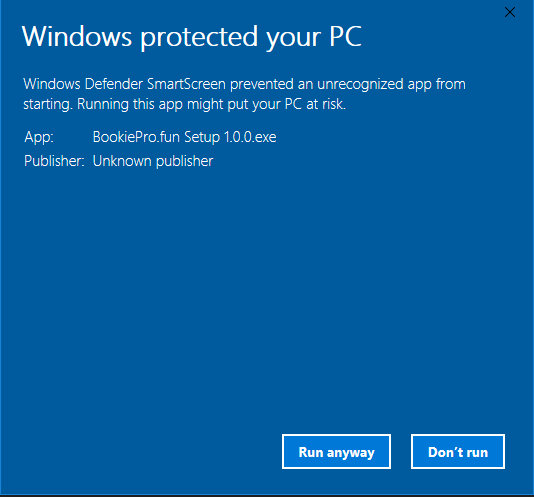 Windows protected your PC
Windows Defender SmartScreen prevented an unrecognized app from
starting. Running this app might put your PC at risk.
App: BookiePro.fun Setup 1.0.0.exe
Publisher: Unknown publisher
Run anyway Don't run